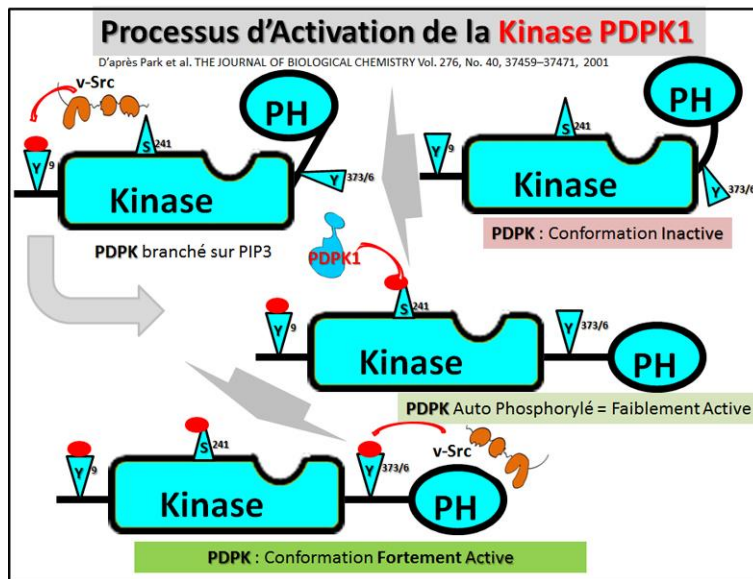 Processus d'Activation de la Kinase PDPK1
D'après Park et al. THE JOURNAL OF BIOLOGICAL CHEMISTRY Vol. 276, No. 40, 37459–37471, 2001
v-Src
Y 9
S 241
PH
Y 373/6
Kinase
PDPK branché sur PIP3
Y 9
S 241
PH
Y 373/6
Kinase
PDPK : Conformation Inactive
PDPK1
Y 9
S 241
Y 373/6
Kinase
PH
PDPK Auto Phosphorylé = Faiblement Active
Y 9
S 241
Y 373/6
v-Src
Kinase
PH
PDPK : Conformation Fortement Active